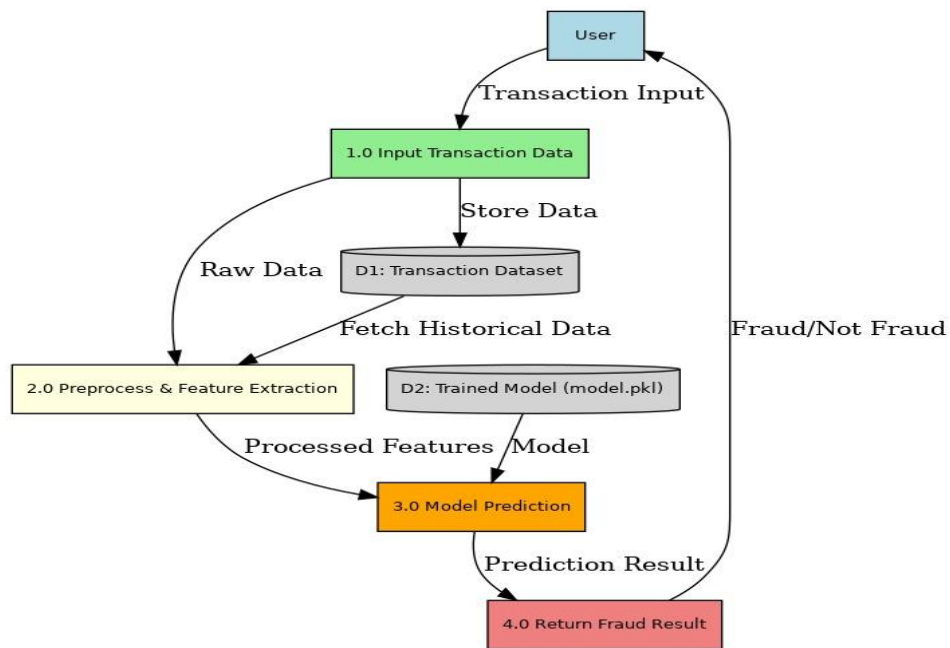 User
Transaction Input
1.0 Input Transaction Data
Store Data
Raw Data
D1: Transaction Dataset
Fetch Historical Data
Fraud/Not Fraud
2.0 Preprocess & Feature Extraction
D2: Trained Model (model.pkl)
Processed Features
Model
3.0 Model Prediction
Prediction Result
4.0 Return Fraud Result